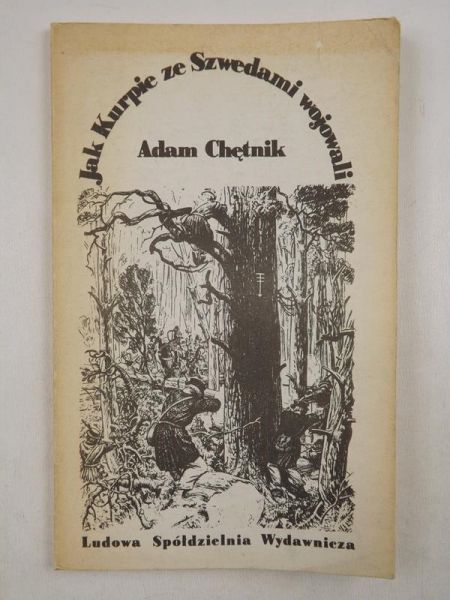 Jak Kurpie ze Szwedami wojowali
Adam Chętnik
Ludowa Spółdzielnia Wydawnicza